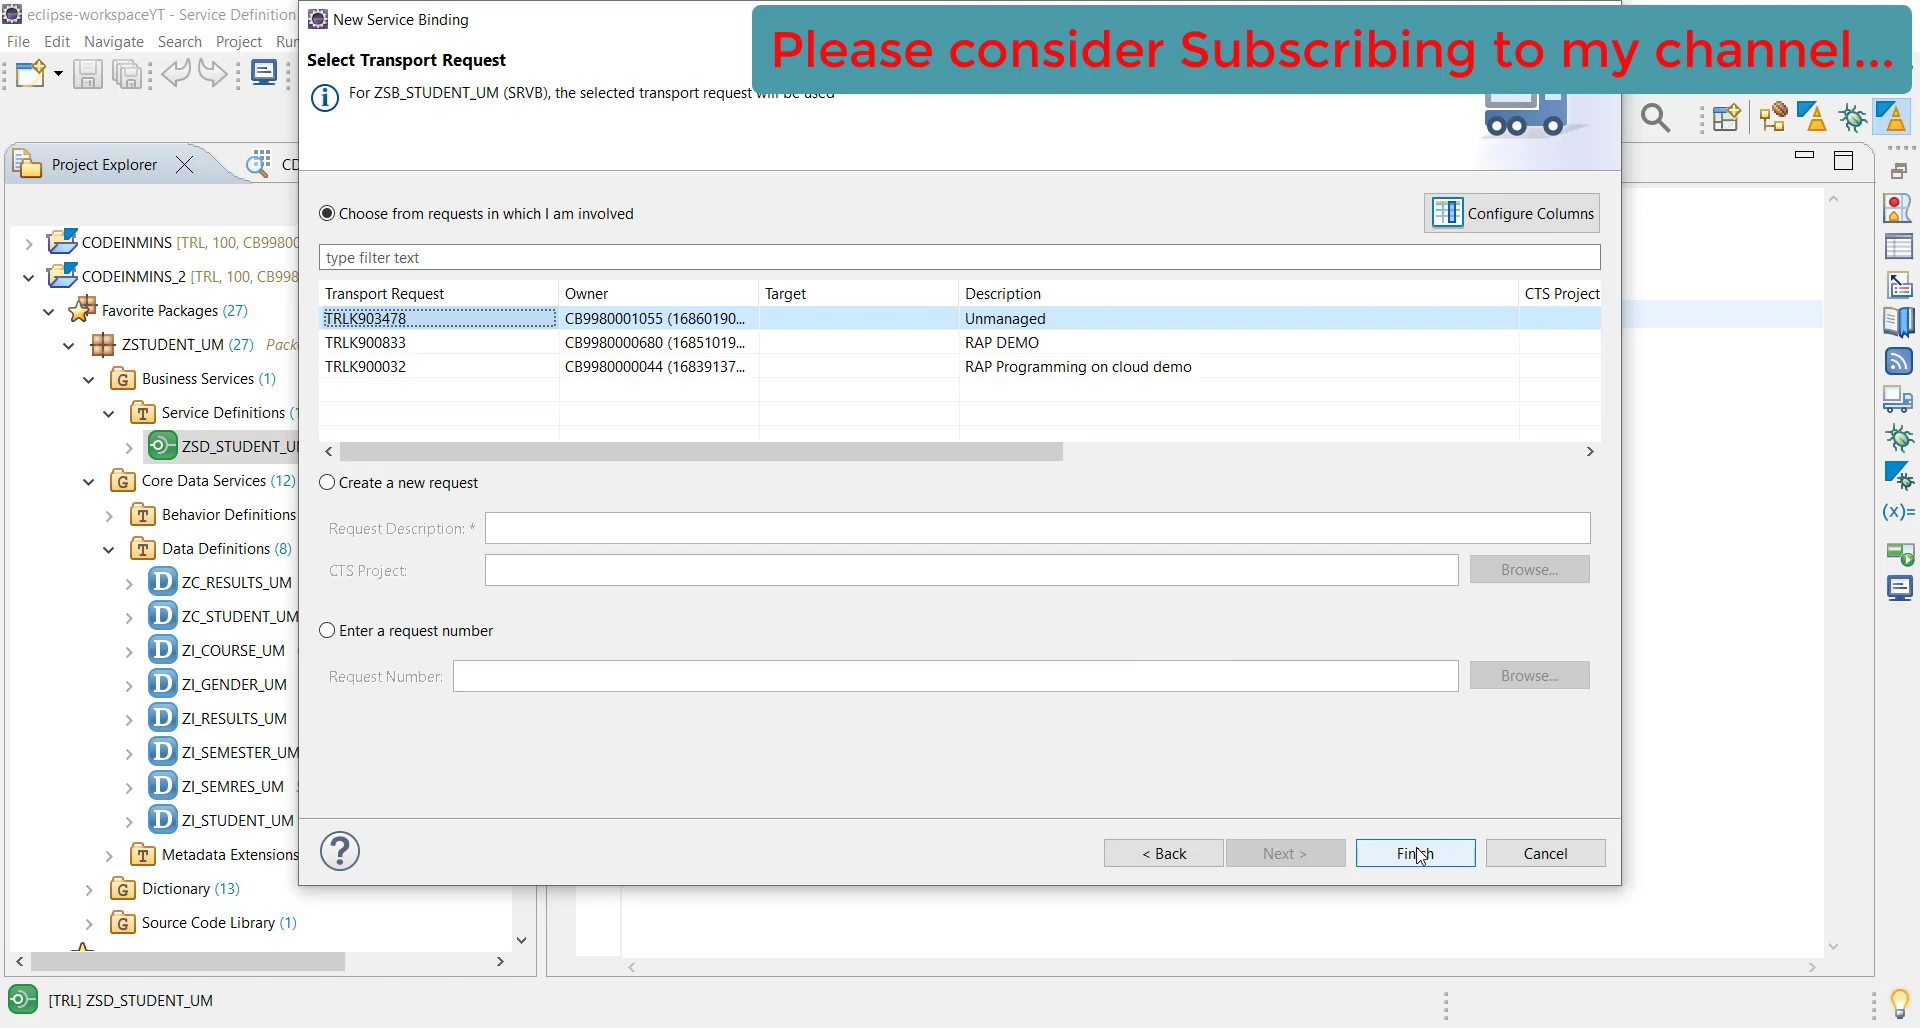 eclipse-workspaceYT - Service Definition
New Service Binding
Please consider Subscribing to my channel...
File Edit Navigate Search Project Run
Select Transport Request
For ZSB_STUDENT_UM (SRVB), the selected transport request will be used
Project Explorer
Choose from requests in which I am involved
Configure Columns
type filter text
Transport Request Owner Target Description CTS Project
TRLK903478 CB9980001055 (16860190... Unmanaged
TRLK900833 CB9980000680 (16851019... RAP DEMO
TRLK900032 CB9980000044 (16839137... RAP Programming on cloud demo
CODEINMINS [TRL, 100, CB99800
CODEINMINS_2 [TRL, 100, CB998
Favorite Packages (27)
ZSTUDENT_UM (27) Pack
Business Services (1)
Service Definitions (
ZSD_STUDENT_U
Core Data Services (12)
Behavior Definitions
Data Definitions (8)
ZC_RESULTS_UM
ZC_STUDENT_UM
ZI_COURSE_UM
ZI_GENDER_UM
ZI_RESULTS_UM
ZI_SEMESTER_UM
ZI_SEMRES_UM
ZI_STUDENT_UM
Metadata Extensions
Dictionary (13)
Source Code Library (1)
Create a new request
Request Description: *
CTS Project:
Browse...
Enter a request number
Request Number:
Browse...
?
< Back Next > Finish Cancel
(x)=
[TRL] ZSD_STUDENT_UM